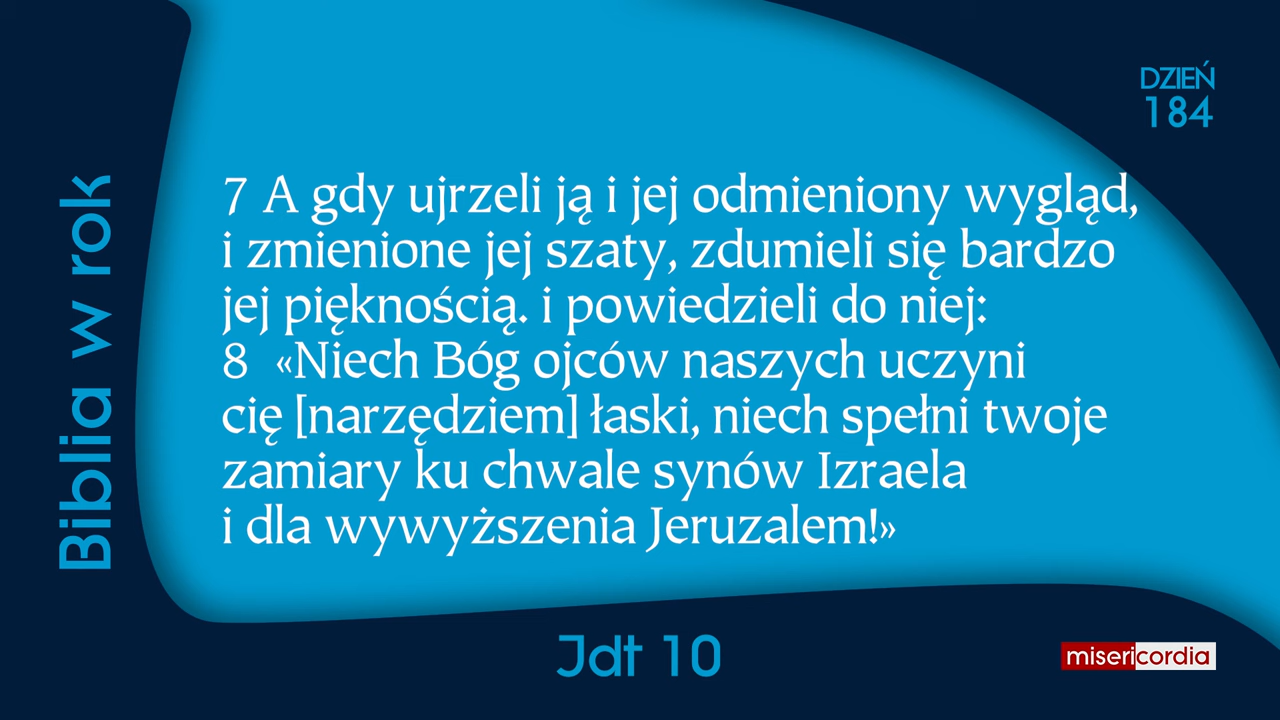 DZIEŃ
184
Biblia w rok
7 A gdy ujrzeli ją i jej odmieniony wygląd,
i zmienione jej szaty, zdumieli się bardzo
jej pięknością. i powiedzieli do niej:
8 «Niech Bóg ojców naszych uczyni
cię [narzędziem] łaski, niech spełni twoje
zamiary ku chwale synów Izraela
i dla wywyższenia Jeruzalem!»
Jdt 10
misericordia